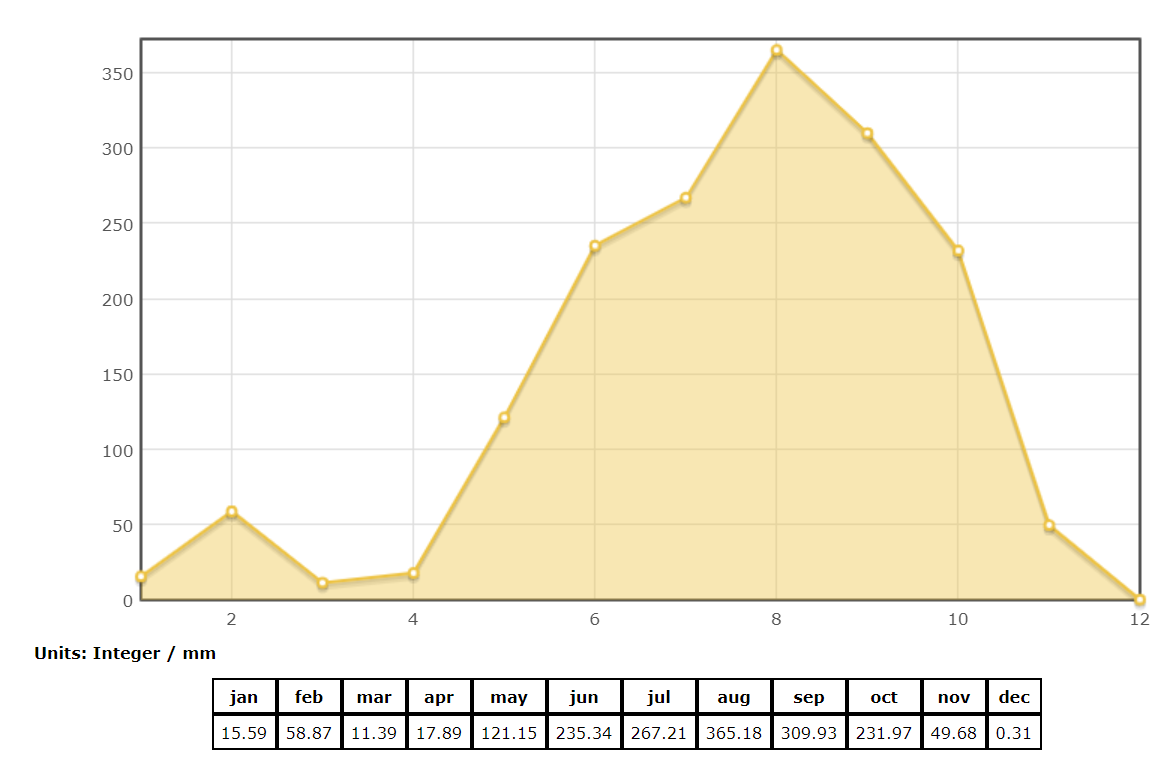 350
300
250
200
150
100
50
0
2 4 6 8 10 12
Units: Integer / mm
jan feb mar apr may jun jul aug sep oct nov dec
15.59 58.87 11.39 17.89 121.15 235.34 267.21 365.18 309.93 231.97 49.68 0.31